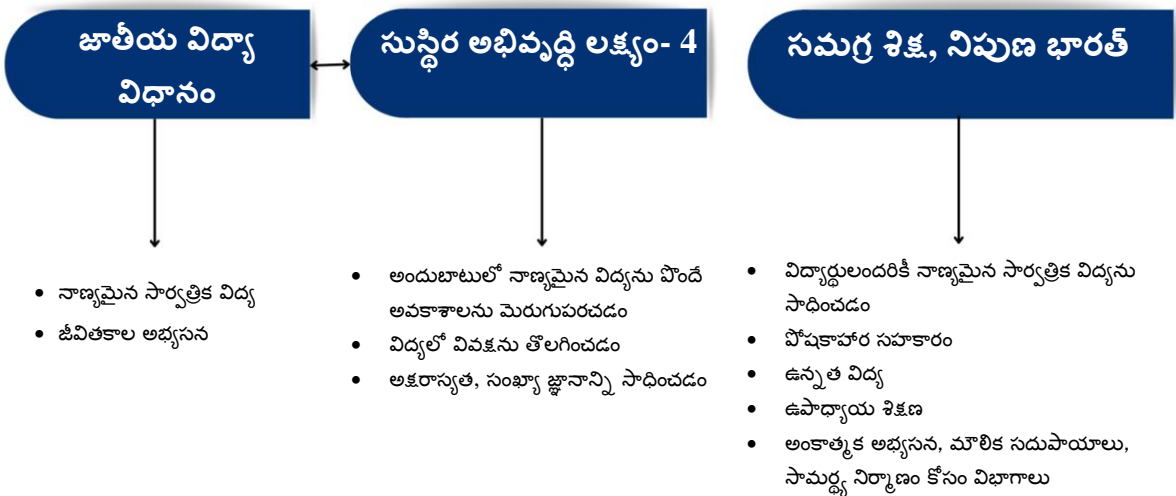 జాతీయ విద్యా
విధానం
సుస్థిర అభివృద్ధి లక్ష్యం- 4
సమగ్ర శిక్ష, నిపుణ భారత్
• నాణ్యమైన సార్వత్రిక విద్య
• జీవితకాల అభ్యసన
• అందుబాటులో నాణ్యమైన విద్యను పొందే
అవకాశాలను మెరుగుపరచడం
• విద్యలో వివక్షను తొలగించడం
• అక్షరాస్యత, సంఖ్యా జ్ఞానాన్ని సాధించడం
• విద్యార్థులందరికీ నాణ్యమైన సార్వత్రిక విద్యను
సాధించడం
• పోషకాహార సహకారం
• ఉన్నత విద్య
• ఉపాధ్యాయ శిక్షణ
• అంకాత్మక అభ్యసన, మౌలిక సదుపాయాలు,
సామర్థ్య నిర్మాణం కోసం విభాగాలు